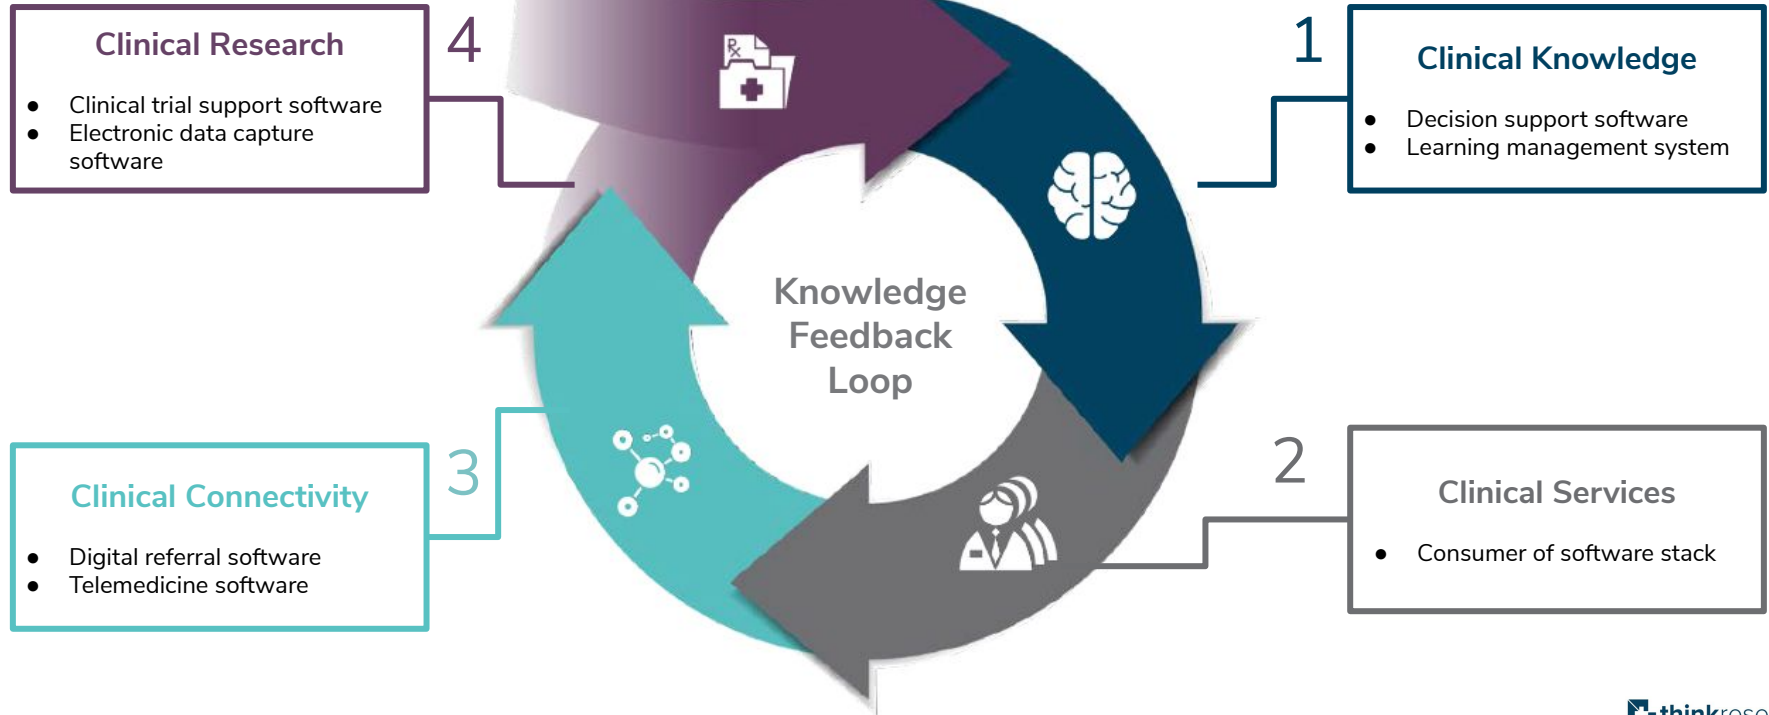 4
Clinical Research
● Clinical trial support software
● Electronic data capture
software
1
Clinical Knowledge
● Decision support software
● Learning management system
Rx
Knowledge
Feedback
Loop
3
Clinical Connectivity
● Digital referral software
● Telemedicine software
2
Clinical Services
● Consumer of software stack